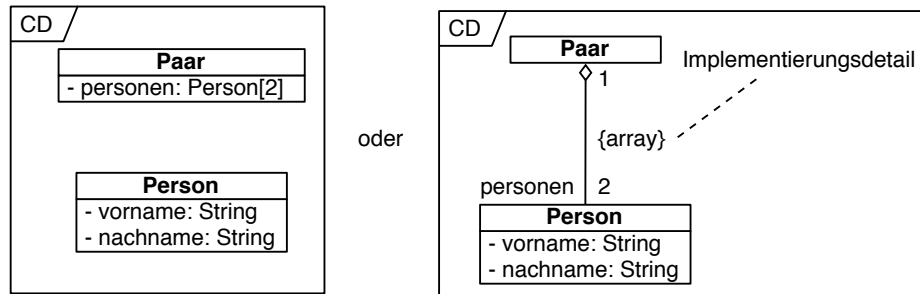 CD
Paar
- personen: Person[2]
Person
- vorname: String
- nachname: String
oder
CD
Paar
1
Implementierungsdetail
{array}
personen 2
Person
- vorname: String
- nachname: String